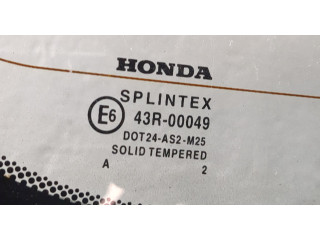 HONDA
SPLINTEX
E6 43R-00049
DOT24-AS2-M25
SOLID TEMPERED
A 2